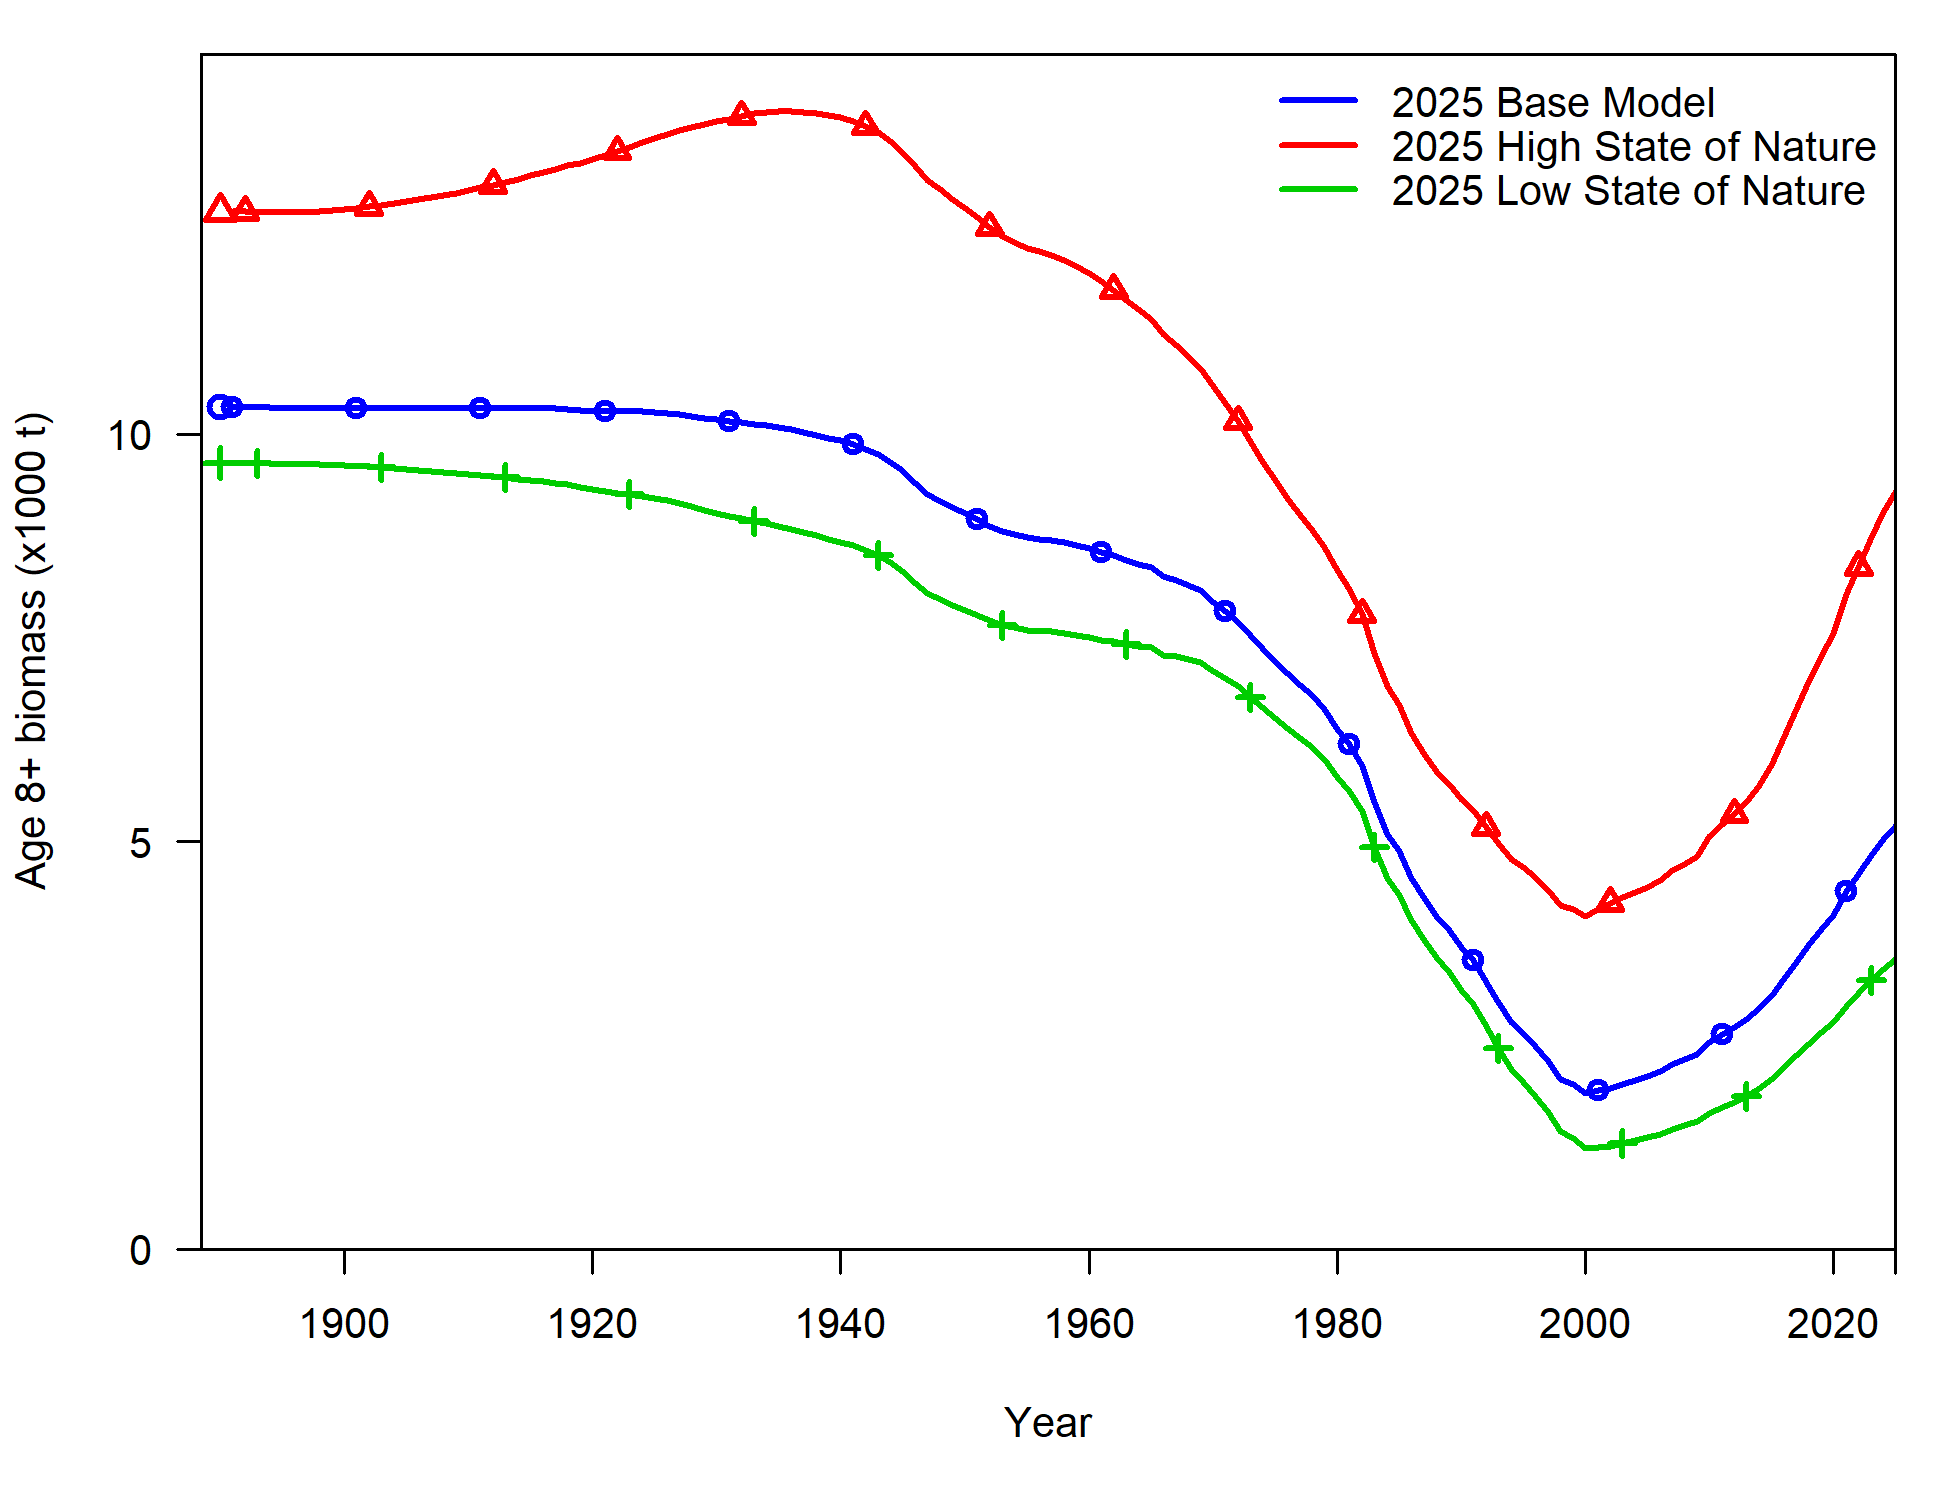 2025 Base Model
2025 High State of Nature
2025 Low State of Nature
Age 8+ biomass (x1000 t)
10
5
0
1900 1920 1940 1960 1980 2000 2020
Year